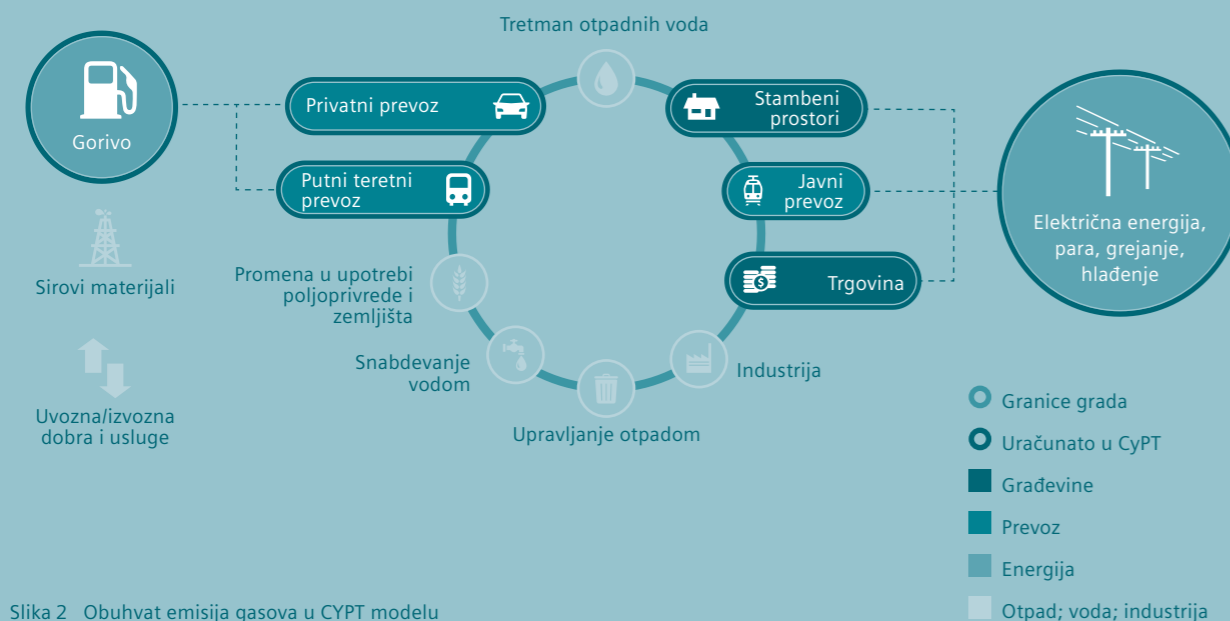 Tretman otpadnih voda
Gorivo
Privatni prevoz
Putni teretni
prevoz
Stambeni
prostori
Javni
prevoz
Trgovina
Električna energija,
para, grejanje,
hlađenje
Sirovi materijali
Uvozna/izvozna
dobra i usluge
Promena u upotrebi
poljoprivrede i
zemljišta
Snabdevanje
vodom
Upravljanje otpadom
Industrija
$
Granice grada
Uračunato u CyPT
Građevine
Prevoz
Energija
Otpad; voda; industrija
Slika 2 Obuhvat emisija gasova u CYPT modelu